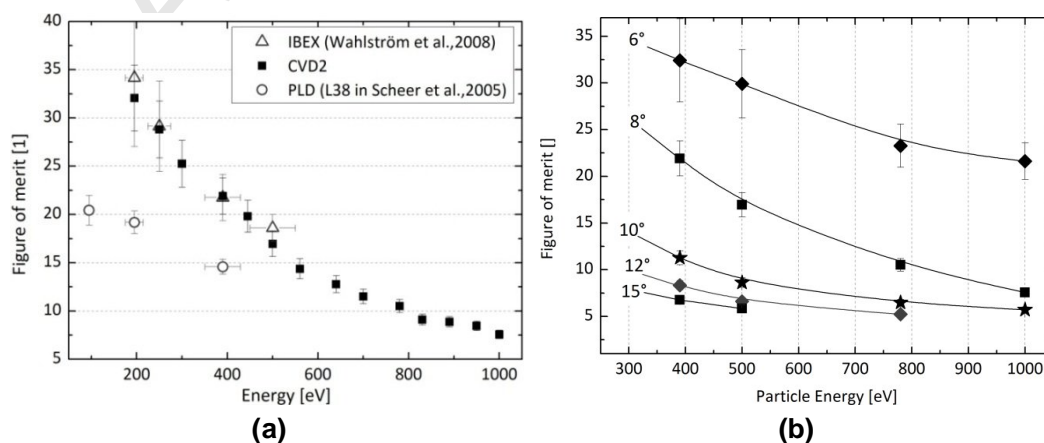 40
35
30
25
20
15
10
5
Figure of merit [1]
IBEX (Wahlström et al.,2008)
CVD2
PLD (L38 in Scheer et al.,2005)
200 400 600 800 1000
Energy [eV]
(a)
35
30
25
20
15
10
5
Figure of merit []
6°
8°
10°
12°
15°
300 400 500 600 700 800 900 1000
Particle Energy [eV]
(b)